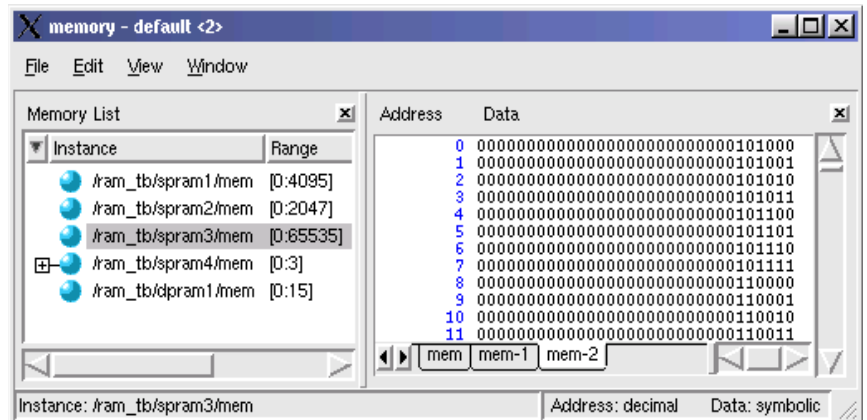 memory - default <2>
File Edit View Window
Memory List
Instance Range
/ram_tb/spram1/mem [0:4095]
/ram_tb/spram2/mem [0:2047]
/ram_tb/spram3/mem [0:65535]
/ram_tb/spram4/mem [0:3]
/ram_tb/dpram1/mem [0:15]
Address Data
0 00000000000000000000000000101000
1 00000000000000000000000000101001
2 00000000000000000000000000101010
3 00000000000000000000000000101011
4 00000000000000000000000000101100
5 00000000000000000000000000101101
6 00000000000000000000000000101110
7 00000000000000000000000000101111
8 00000000000000000000000000110000
9 00000000000000000000000000110001
10 00000000000000000000000000110010
11 00000000000000000000000000110011
mem mem-1 mem-2
Instance: /ram_tb/spram3/mem Address: decimal Data: symbolic